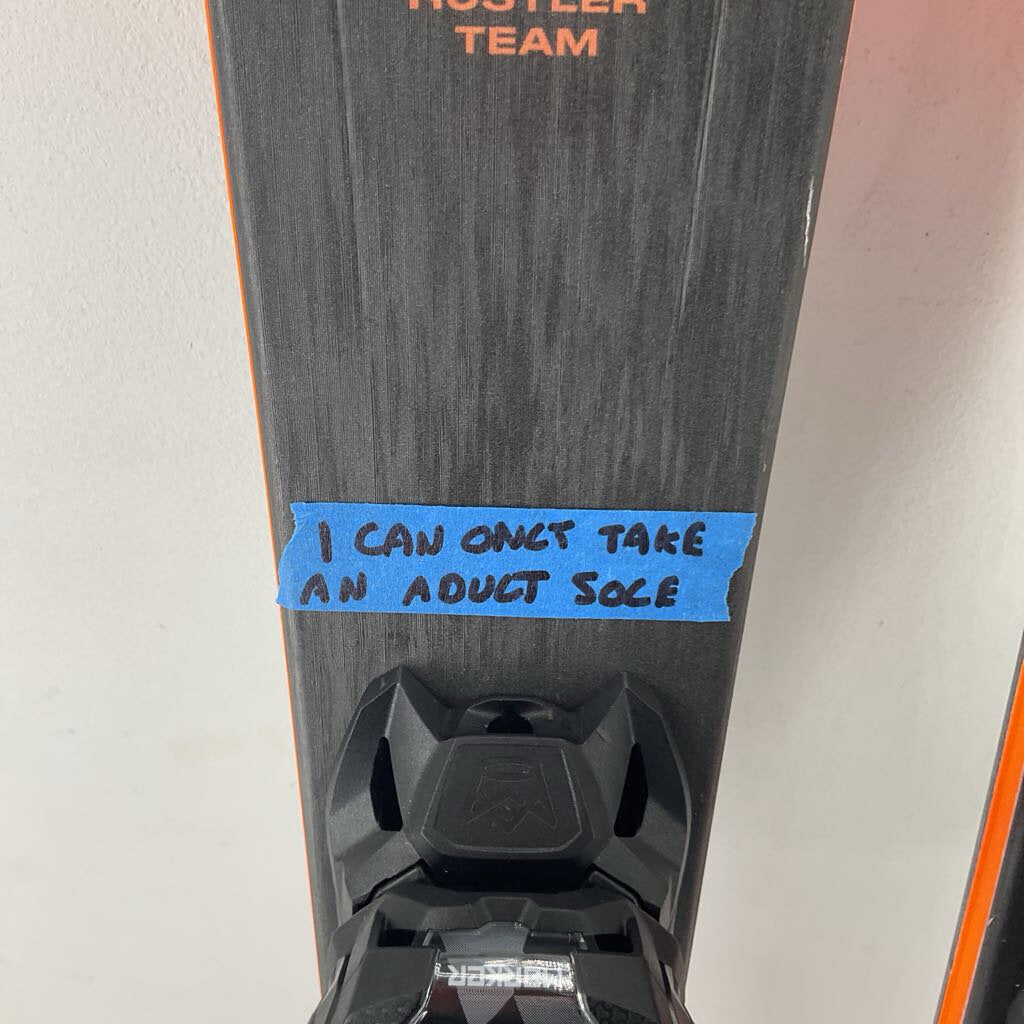 RUSTLER
TEAM
I CAN ONLY TAKE
AN ADULT SOLE
MARKER